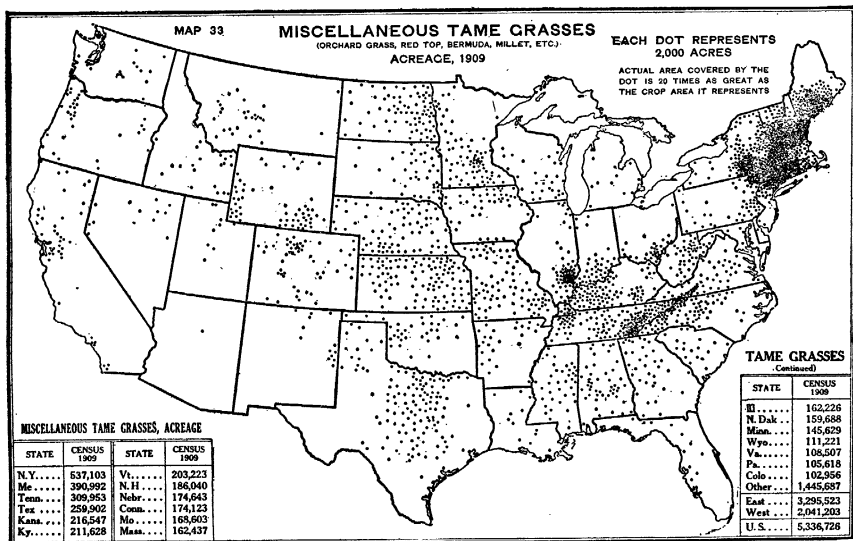 MAP 33
MISCELLANEOUS TAME GRASSES
(ORCHARD GRASS, RED TOP, BERMUDA, MILLET, ETC.)
ACREAGE, 1909
EACH DOT REPRESENTS
2,000 ACRES
ACTUAL AREA COVERED BY THE
DOT IS 20 TIMES AS GREAT AS
THE CROP AREA IT REPRESENTS
MISCELLANEOUS TAME GRASSES, ACREAGE
STATE CENSUS 1909 STATE CENSUS 1909
N.Y..... 537,103 Vt..... 203,223
Me..... 390,992 N.H.... 186,040
Tenn.... 309,953 Nebr.... 174,643
Tex..... 259,902 Conn.... 174,123
Kans.... 216,547 Mo..... 168,603
Ky..... 211,628 Mass.... 162,437
TAME GRASSES
(Continued)
STATE CENSUS 1909
Ill...... 162,226
N. Dak... 159,688
Minn.... 145,629
Wyo.... 111,221
Va...... 108,507
Pa...... 105,618
Colo.... 102,956
Other... 1,445,687
East.... 3,295,523
West... 2,041,203
U.S.... 5,336,726